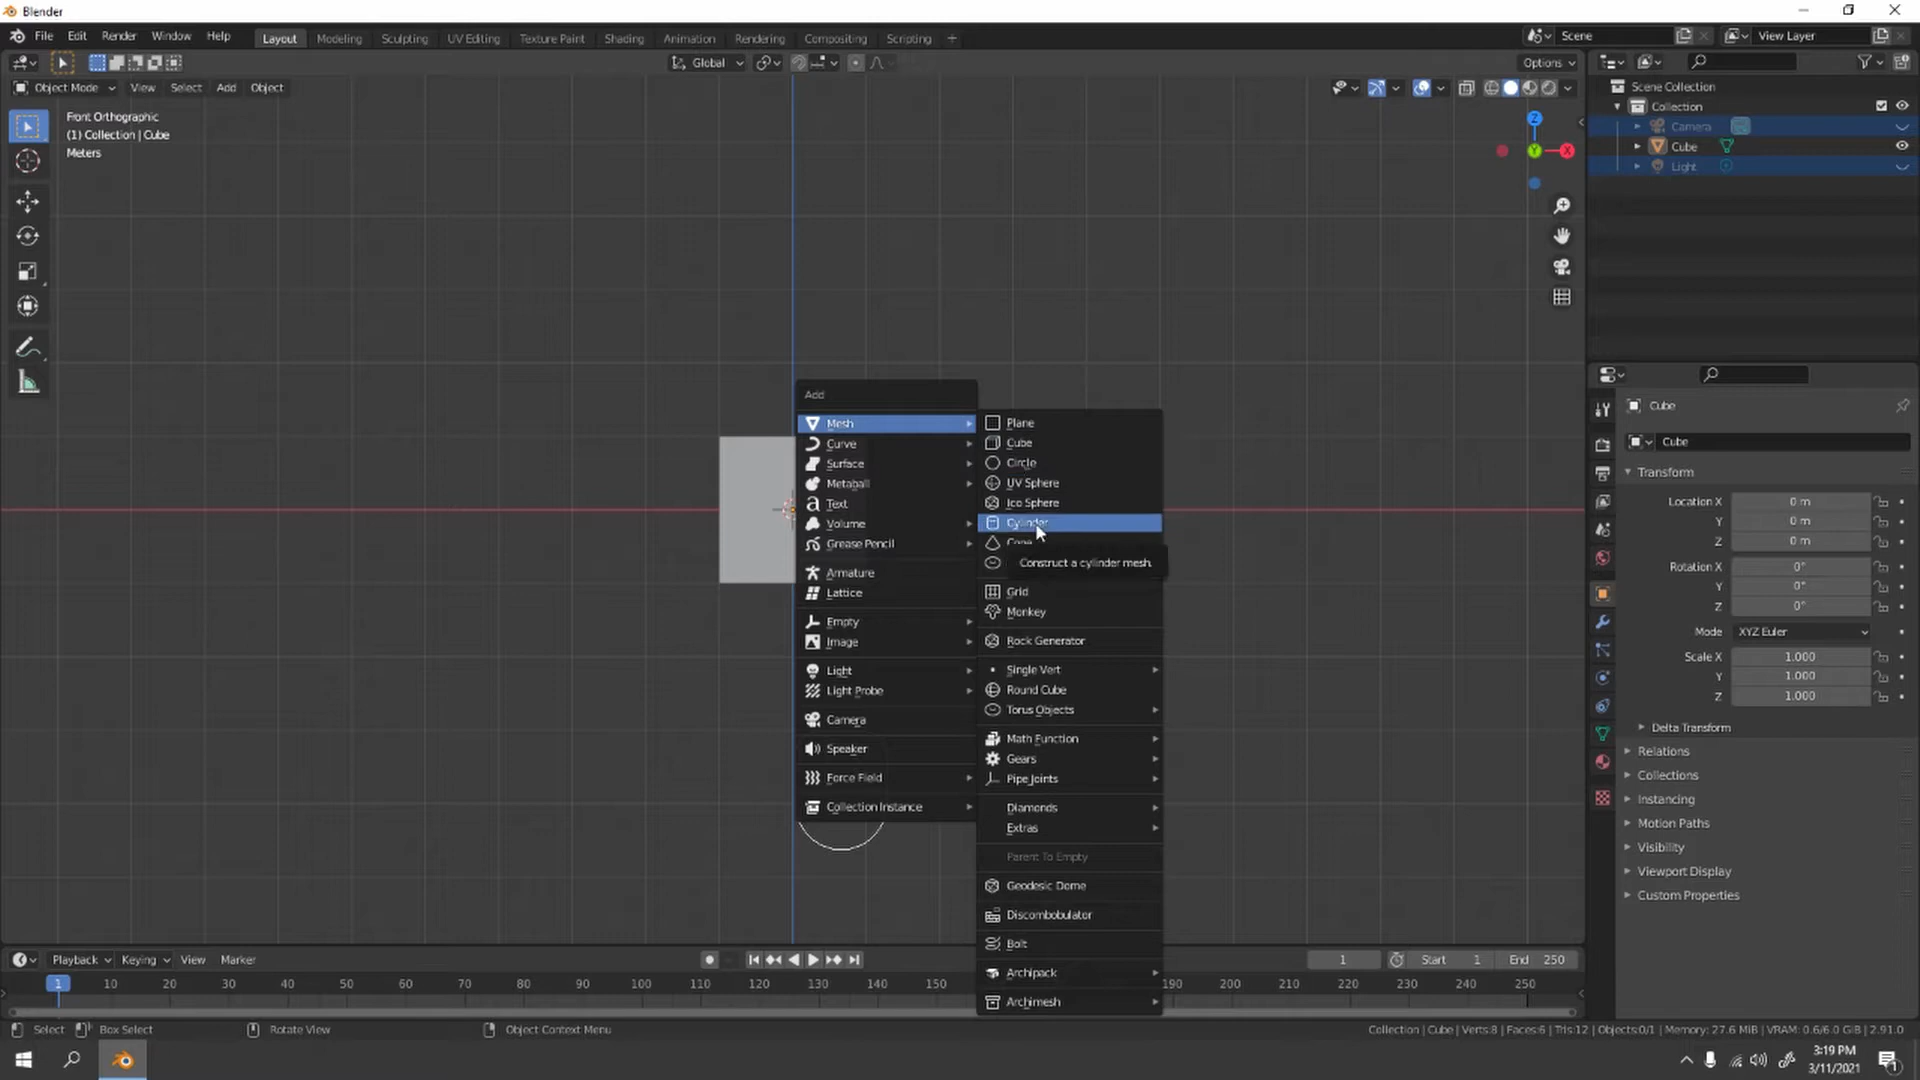 Blender
File Edit Render Window Help
Layout Modeling Sculpting UV Editing Texture Paint Shading Animation Rendering Compositing Scripting +
Scene
View Layer
Global
Options
Object Mode View Select Add Object
Front Orthographic
(1) Collection | Cube
Meters
Z
Y
X
Scene Collection
Collection
Camera
Cube
Light
Add
Mesh
Curve
Surface
Metaball
Text
Volume
Grease Pencil
Armature
Lattice
Empty
Image
Light
Light Probe
Camera
Speaker
Force Field
Collection Instance
Plane
Cube
Circle
UV Sphere
Ico Sphere
Cylinder
Cone
Construct a cylinder mesh.
Grid
Monkey
Rock Generator
Single Vert
Round Cube
Torus Objects
Math Function
Gears
Pipe Joints
Diamonds
Extras
Parent To Empty
Geodesic Dome
Discombobulator
Bolt
Archipack
Archimesh
Cube
Cube
Transform
Location X 0 m
Y 0 m
Z 0 m
Rotation X 0°
Y 0°
Z 0°
Mode XYZ Euler
Scale X 1.000
Y 1.000
Z 1.000
Delta Transform
Relations
Collections
Instancing
Motion Paths
Visibility
Viewport Display
Custom Properties
Playback Keying View Marker
1
Start 1
End 250
1 10 20 30 40 50 60 70 80 90 100 110 120 130 140 150 190 200 210 220 230 240 250
Select Box Select Rotate View Object Context Menu
Collection | Cube | Verts:8 | Faces:6 | Tris:12 | Objects:0/1 | Memory: 27.6 MiB | VRAM: 0.6/6.0 GiB | 2.91.0
3:19 PM
3/11/2021
1